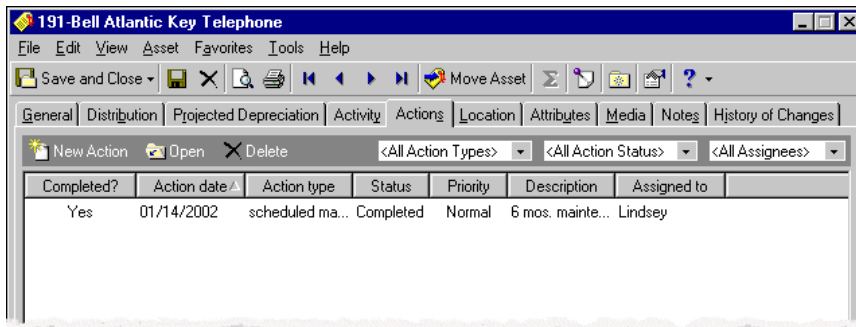 191-Bell Atlantic Key Telephone
File Edit View Asset Favorites Tools Help
Save and Close Move Asset Σ ?
General Distribution Projected Depreciation Activity Actions Location Attributes Media Notes History of Changes
New Action Open Delete <All Action Types> <All Action Status> <All Assignees>
Completed? Action date Action type Status Priority Description Assigned to
Yes 01/14/2002 scheduled ma... Completed Normal 6 mos. mainte... Lindsey